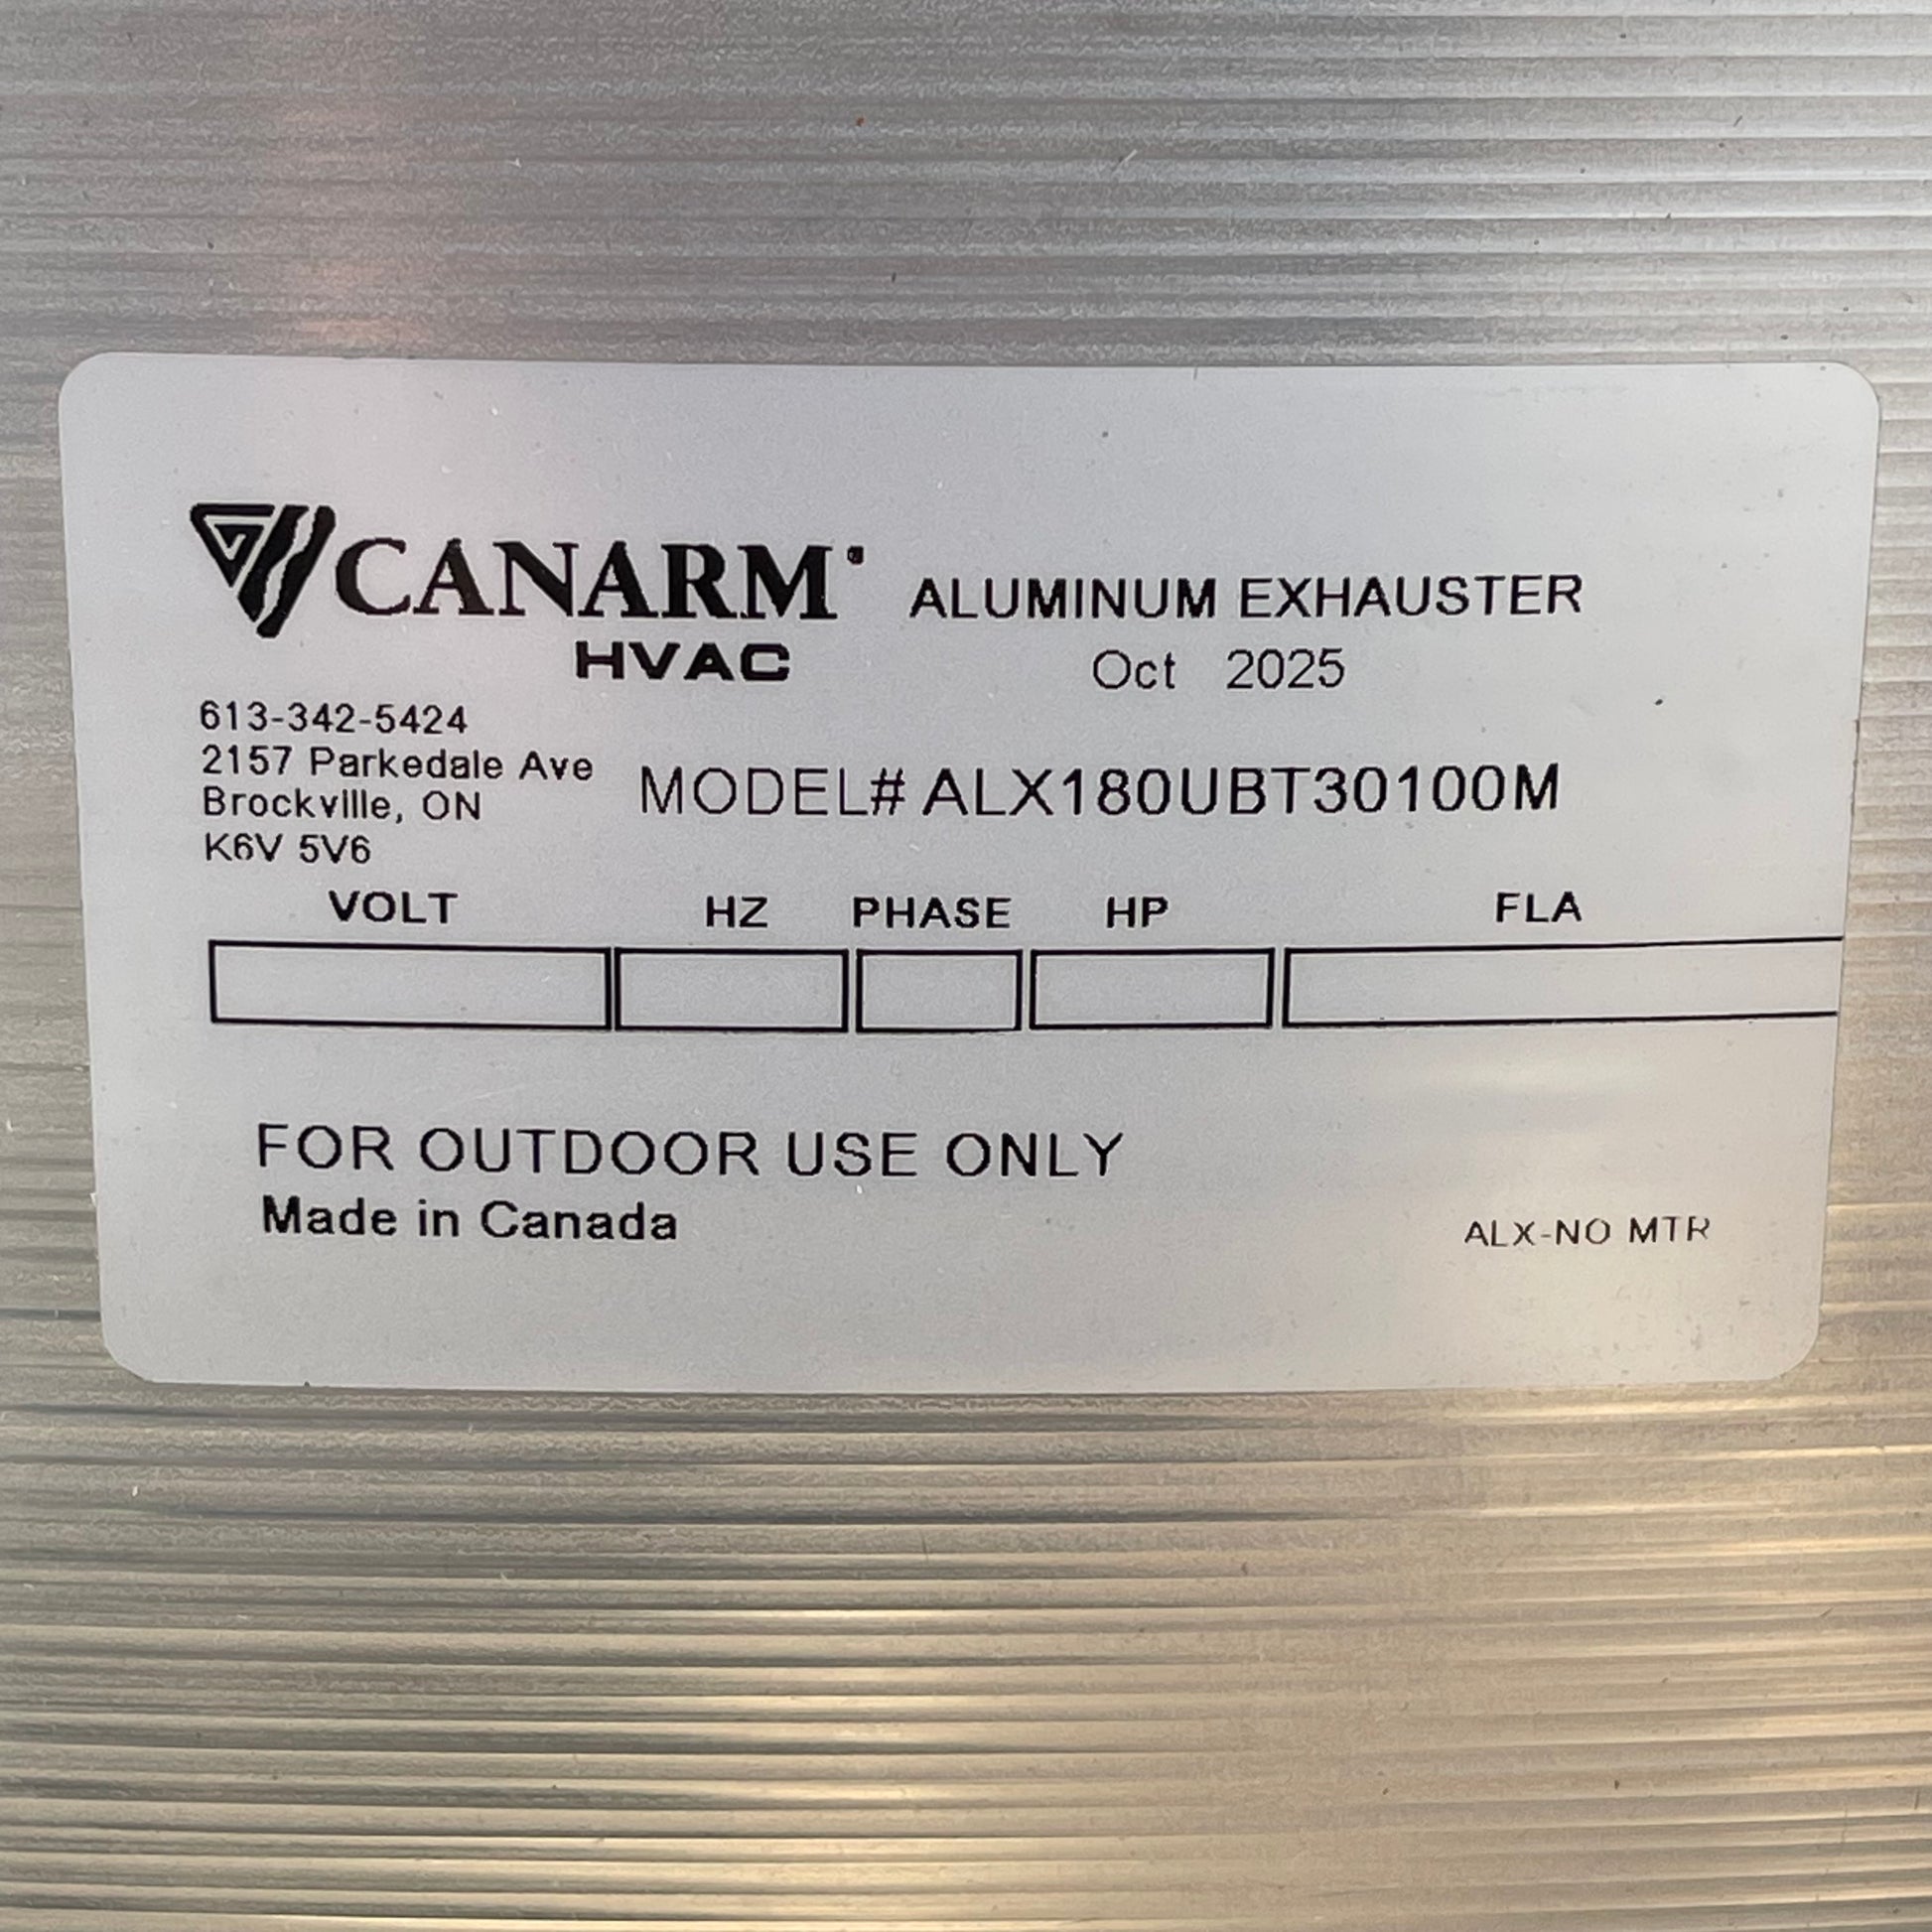 CANARM
HVAC
ALUMINUM EXHAUSTER
Oct 2025
613-342-5424
2157 Parkedale Ave
Brockville, ON
K6V 5V6
MODEL# ALX180UBT30100M
VOLT HZ PHASE HP FLA
FOR OUTDOOR USE ONLY
Made in Canada
ALX-NO MTR